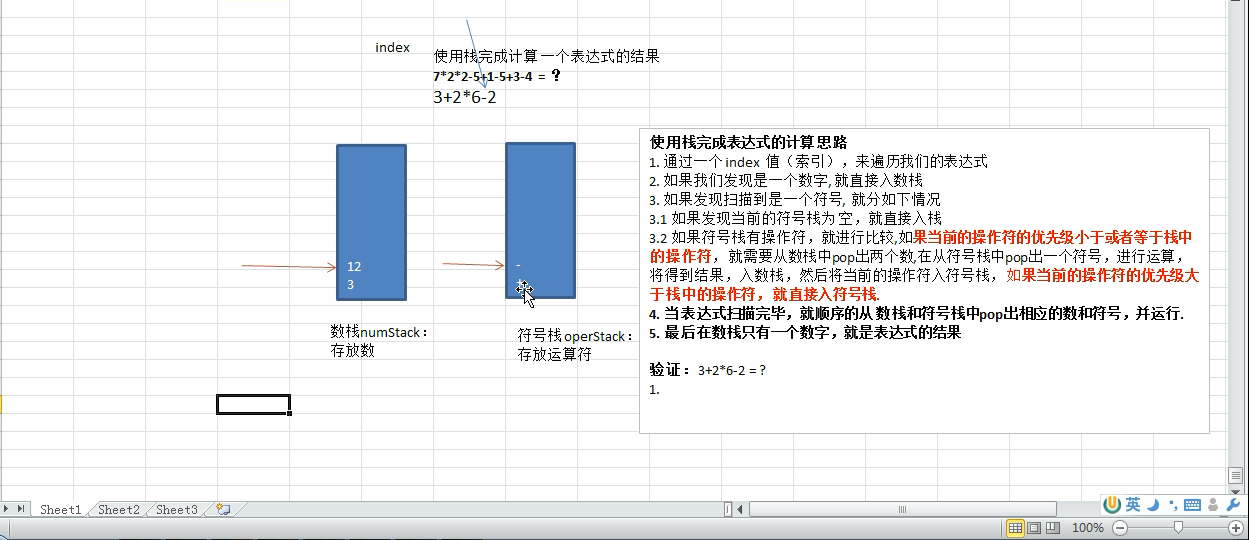 index
使用栈完成计算一个表达式的结果
7*2*2-5+1-5+3-4 = ?
3+2*6-2
12
3
-
数栈numStack：
存放数
符号栈operStack：
存放运算符
使用栈完成表达式的计算思路
1. 通过一个 index 值（索引），来遍历我们的表达式
2. 如果我们发现是一个数字, 就直接入数栈
3. 如果发现扫描到是一个符号, 就分如下情况
3.1 如果发现当前的符号栈为空，就直接入栈
3.2 如果符号栈有操作符，就进行比较,如果当前的操作符的优先级小于或者等于栈中
的操作符，就需要从数栈中pop出两个数,在从符号栈中pop出一个符号，进行运算，
将得到结果，入数栈，然后将当前的操作符入符号栈，如果当前的操作符的优先级大
于栈中的操作符，就直接入符号栈.
4. 当表达式扫描完毕，就顺序的从 数栈和符号栈中pop出相应的数和符号，并运行.
5. 最后在数栈只有一个数字，就是表达式的结果
验证：3+2*6-2 = ?
1.
Sheet1 Sheet2 Sheet3
英
100%